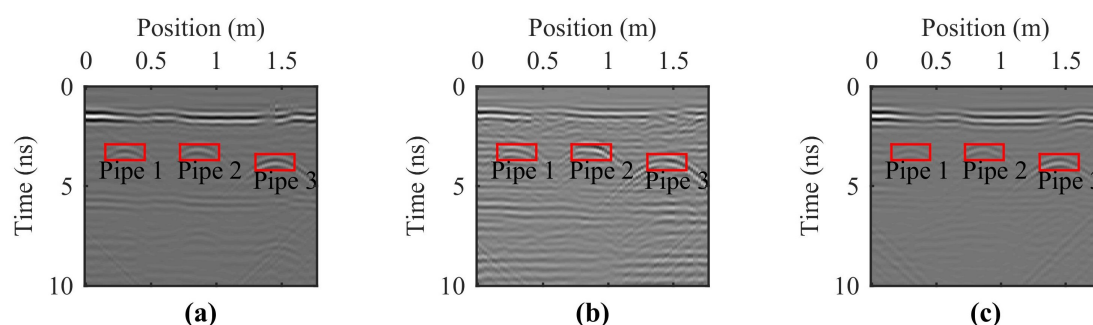 Position (m)
0 0.5 1 1.5
Time (ns)
0
5
10
Pipe 1
Pipe 2
Pipe 3
(a)
Position (m)
0 0.5 1 1.5
Time (ns)
0
5
10
Pipe 1
Pipe 2
Pipe 3
(b)
Position (m)
0 0.5 1 1.5
Time (ns)
0
5
10
Pipe 1
Pipe 2
Pipe 3
(c)